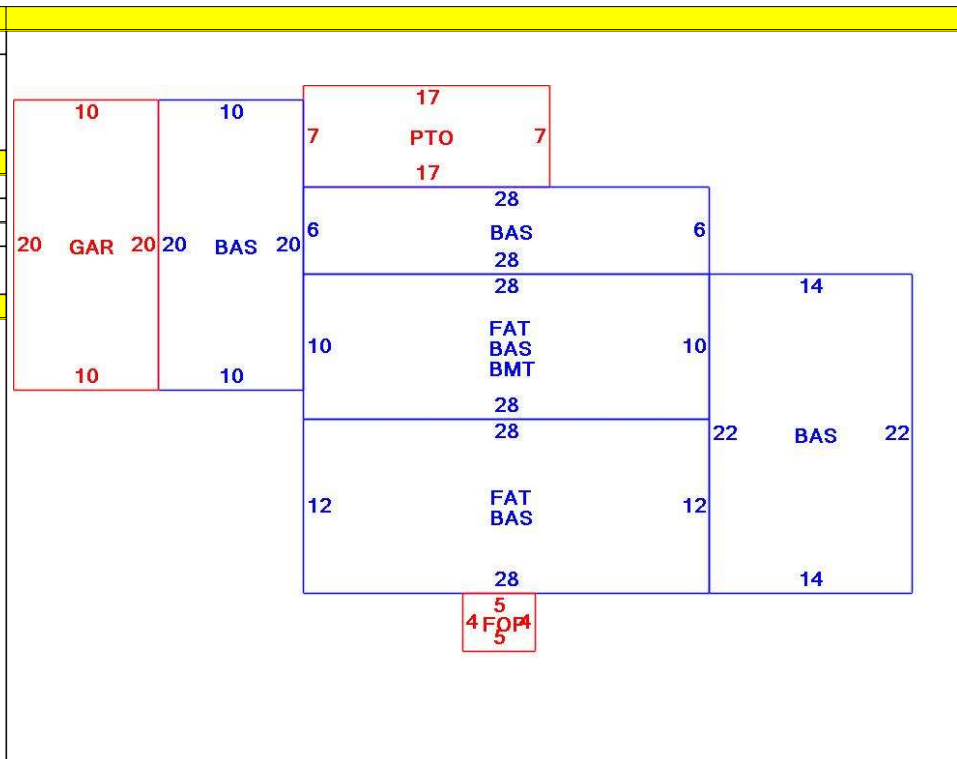 10 10 17
7 PTO 7
17
20 GAR 20 20 BAS 20
10 10
28
6 BAS 6
28
28
10 FAT 10
BAS
BMT
28
14
22 BAS 22
14
28
12 FAT 12
BAS
28
5
4 FOP 4
5